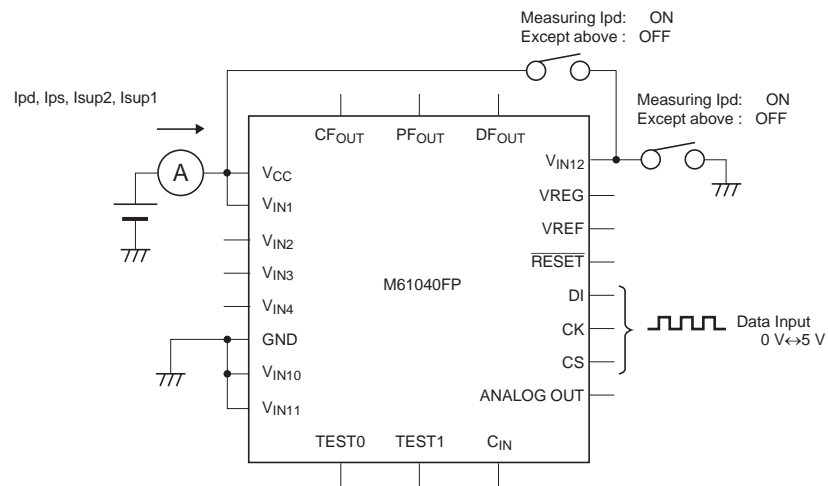 Measuring Ipd: ON
Except above : OFF
Ipd, Ips, Isup2, Isup1
Measuring Ipd: ON
Except above : OFF
CFOUT PFOUT DFOUT
A
VCC
VIN1
VIN2
VIN3
VIN4
GND
VIN10
VIN11
M61040FP
VIN12
VREG
VREF
RESET
DI
CK
CS
ANALOG OUT
Data Input
0 V↔5 V
TEST0 TEST1 CIN